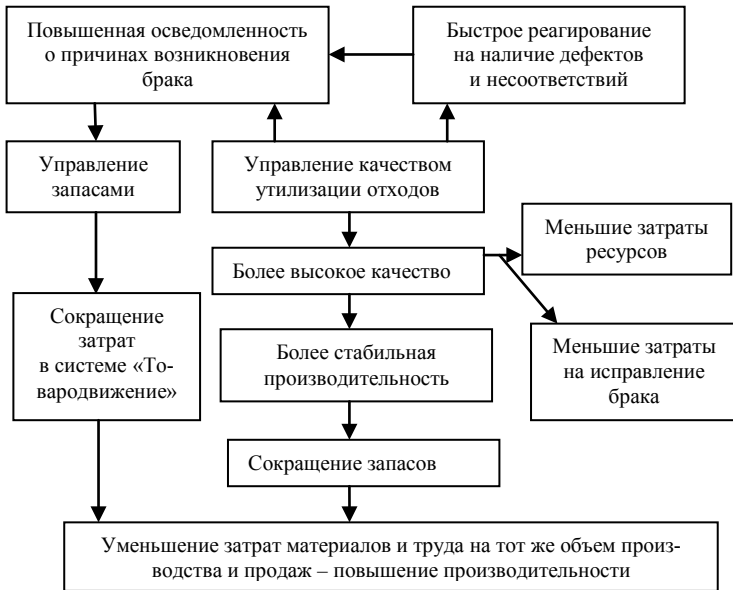 Повышенная осведомленность
о причинах возникновения
брака
Быстрое реагирование
на наличие дефектов
и несоответствий
Управление
запасами
Управление качеством
утилизации отходов
Меньшие затраты
ресурсов
Более высокое качество
Сокращение
затрат
в системе «То-
вародвижение»
Более стабильная
производительность
Меньшие затраты
на исправление
брака
Сокращение запасов
Уменьшение затрат материалов и труда на тот же объем произ-
водства и продаж – повышение производительности